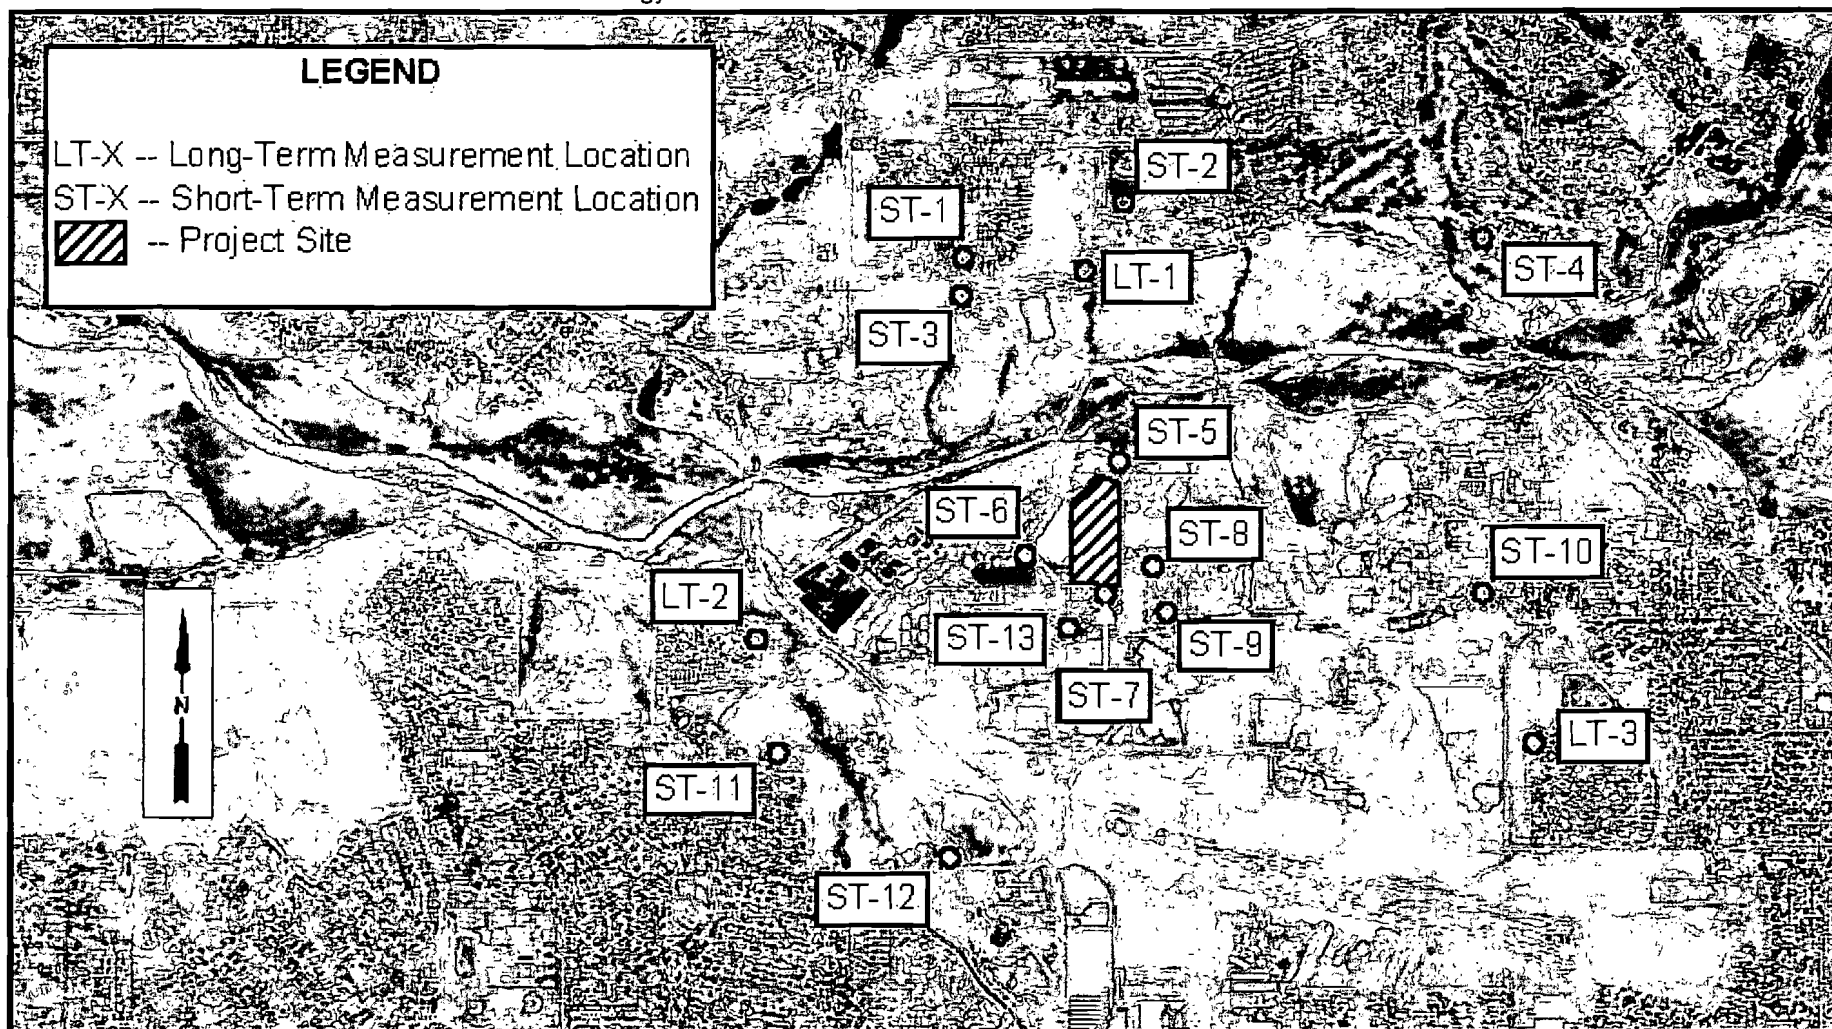 gy
LEGEND
LT-X -- Long-Term Measurement Location
ST-X -- Short-Term Measurement Location
-- Project Site
ST-2
ST-1
ST-4
LT-1
ST-3
ST-5
ST-6
ST-8
ST-10
LT-2
ST-13
ST-9
ST-7
LT-3
ST-11
ST-12
N